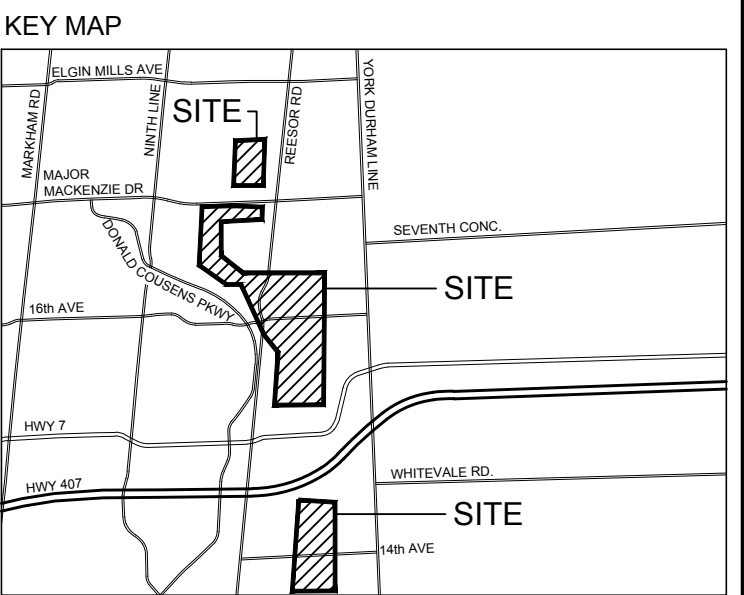 KEY MAP
ELGIN MILLS AVE
MARKHAM RD
NINTH LINE
SITE
REESOR RD
YORK DURHAM LINE
MAJOR
MACKENZIE DR
SEVENTH CONC.
DONALD COUSENS PKWY
SITE
16th AVE
HWY 7
HWY 407
WHITEVALE RD.
SITE
14th AVE